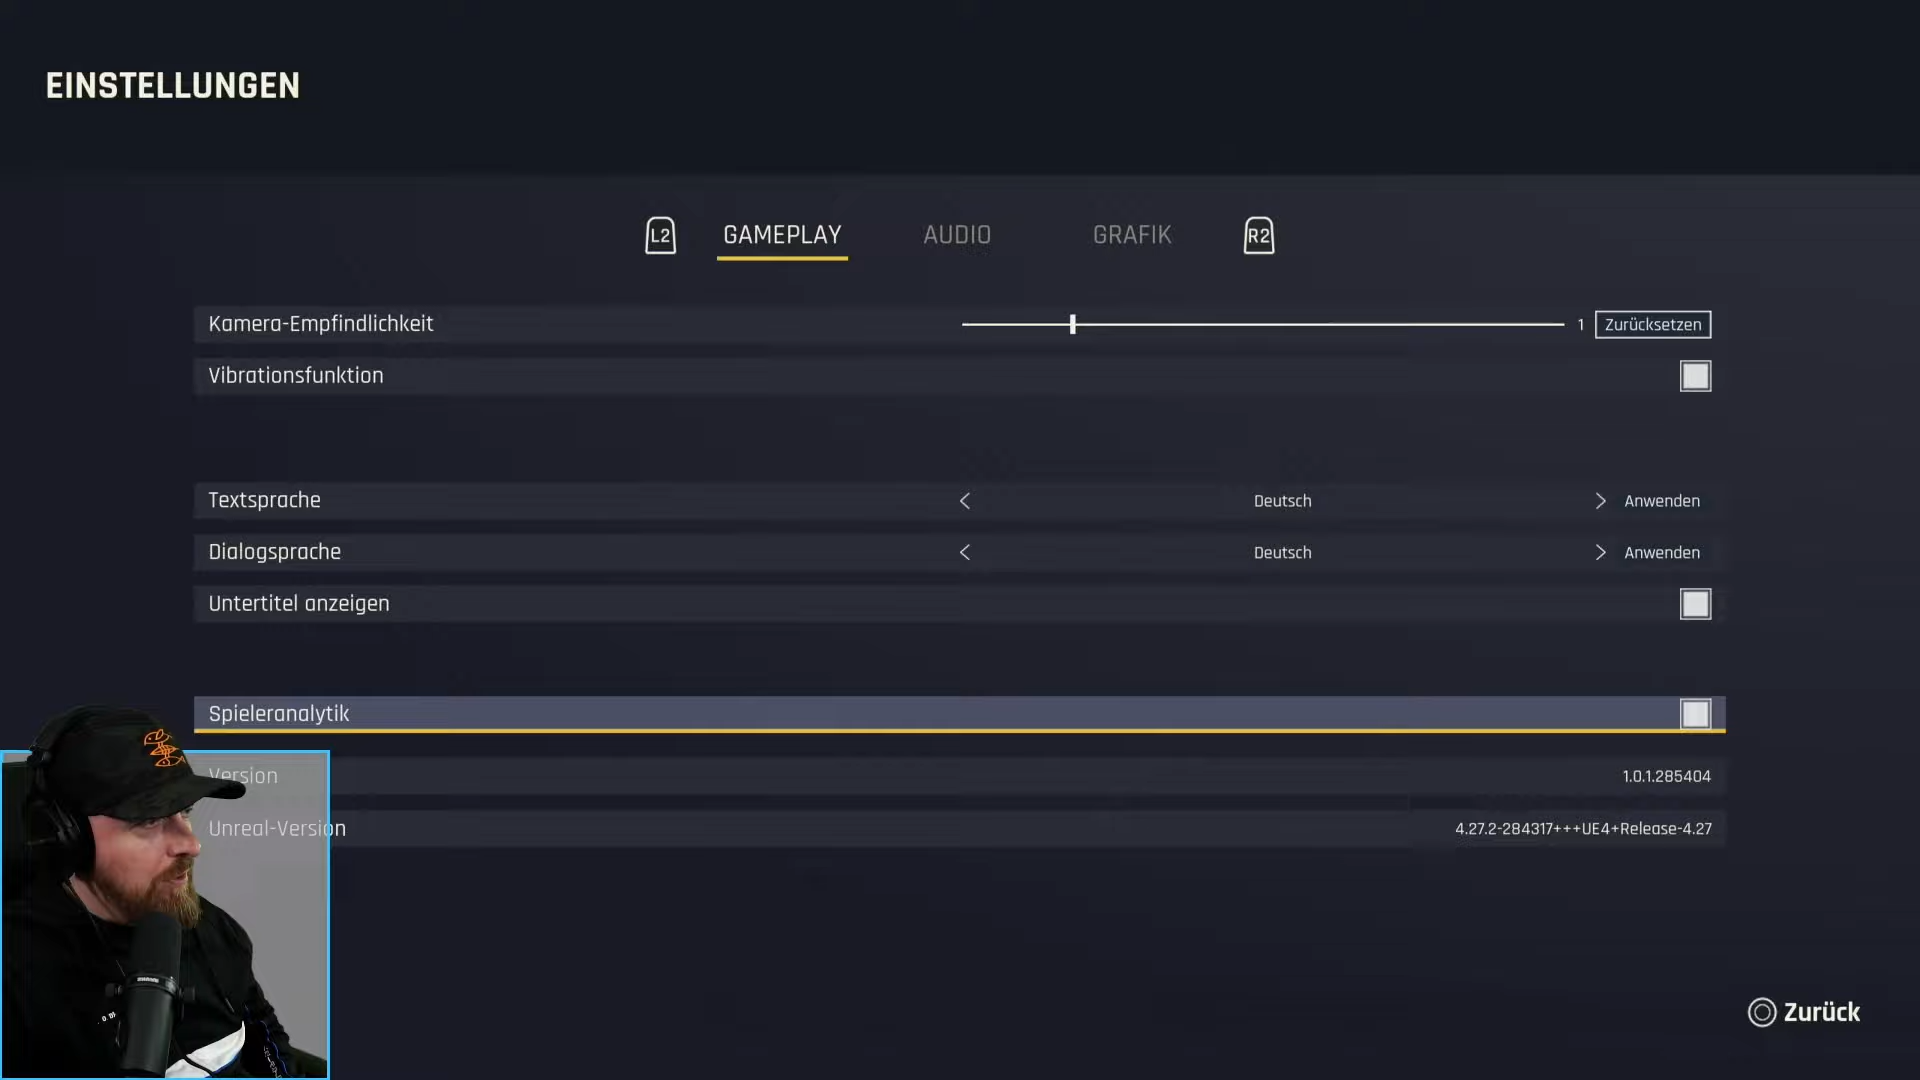 EINSTELLUNGEN
L2 GAMEPLAY AUDIO GRAFIK R2
Kamera-Empfindlichkeit 1 Zurücksetzen
Vibrationsfunktion
Textsprache < Deutsch > Anwenden
Dialogsprache < Deutsch > Anwenden
Untertitel anzeigen
Spieleranalytik
Version 1.0.1.285404
Unreal-Version 4.27.2-284317+++UE4+Release-4.27
Zurück